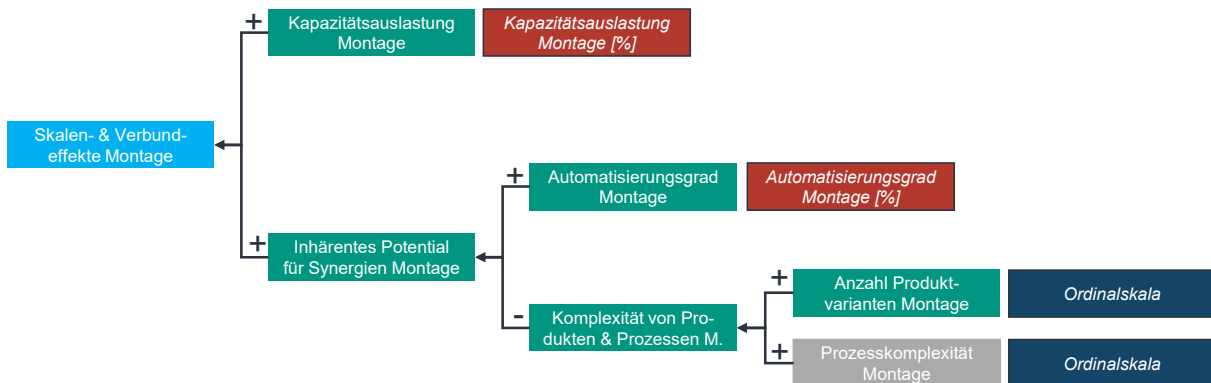 +
Kapazitätsauslastung
Montage
Kapazitätsauslastung
Montage [%]
Skalen- & Verbund-
effekte Montage
+
Automatisierungsgrad
Montage
Automatisierungsgrad
Montage [%]
+
Inhärentes Potential
für Synergien Montage
-
Komplexität von Pro-
dukten & Prozessen M.
+
Anzahl Produkt-
varianten Montage
Ordinalskala
+
Prozesskomplexität
Montage
Ordinalskala